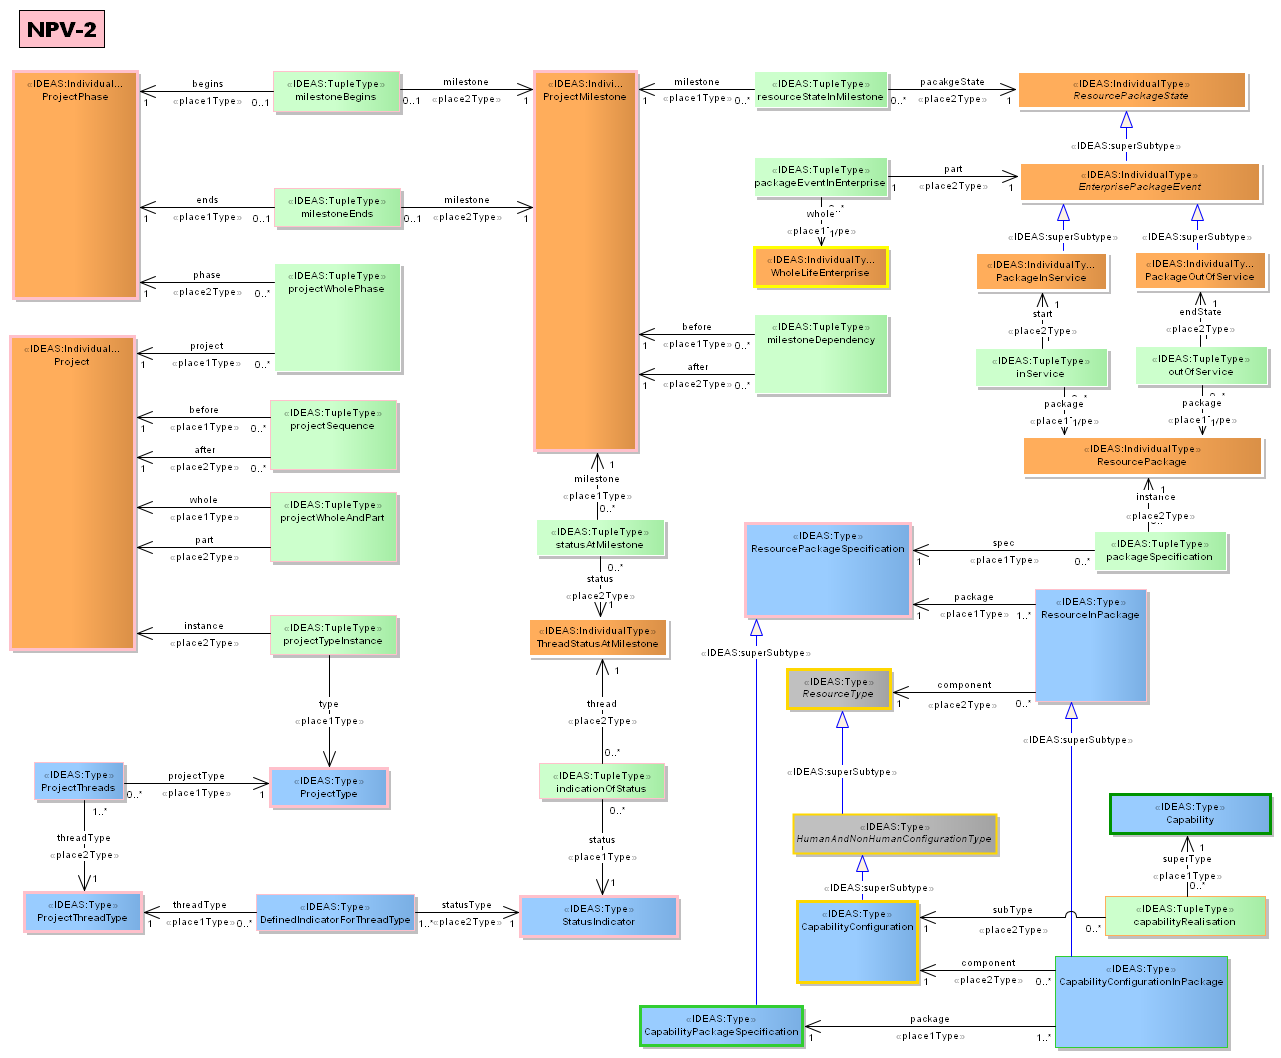 NPV-2
«IDEAS:Individual...
ProjectPhase
begins
«place1Type»
1
0..1
«IDEAS:TupleType»
milestoneBegins
milestone
«place2Type»
0..1
1
«IDEAS:Indivi...
ProjectMilestone
milestone
«place1Type»
1
0..*
«IDEAS:TupleType»
resourceStateInMilestone
pacakgeState
«place2Type»
0..*
1
«IDEAS:IndividualType»
ResourcePackageState
«IDEAS:superSubtype»
«IDEAS:TupleType»
packageEventInEnterprise
part
«place2Type»
1
1
«IDEAS:IndividualType»
EnterprisePackageEvent
ends
«place1Type»
1
0..1
«IDEAS:TupleType»
milestoneEnds
milestone
«place2Type»
0..1
1
whole
«place1Type»
1
«IDEAS:superSubtype»
«IDEAS:superSubtype»
«IDEAS:IndividualTy...
WholeLifeEnterprise
«IDEAS:IndividualTy...
PackageInService
«IDEAS:IndividualTy...
PackageOutOfService
phase
«place2Type»
1
0..*
«IDEAS:TupleType»
projectWholePhase
1
start
«place2Type»
1
endState
«place2Type»
before
«place1Type»
1
0..*
«IDEAS:TupleType»
milestoneDependency
after
«place2Type»
1
0..*
«IDEAS:Individual...
Project
project
«place1Type»
1
0..*
«IDEAS:TupleType»
inService
«IDEAS:TupleType»
outOfService
package
«place1Type»
1
package
«place1Type»
1
before
«place1Type»
1
0..*
«IDEAS:TupleType»
projectSequence
after
«place2Type»
1
0..*
«IDEAS:IndividualType»
ResourcePackage
1
milestone
«place1Type»
0..*
1
instance
«place2Type»
whole
«place1Type»
«IDEAS:TupleType»
projectWholeAndPart
part
«place2Type»
«IDEAS:TupleType»
statusAtMilestone
«IDEAS:Type»
ResourcePackageSpecification
spec
«place1Type»
1
0..*
«IDEAS:TupleType»
packageSpecification
0..*
status
«place2Type»
1
package
«place1Type»
1
1..*
«IDEAS:Type»
ResourceInPackage
instance
«place2Type»
1
«IDEAS:TupleType»
projectTypeInstance
«IDEAS:IndividualType»
ThreadStatusAtMilestone
«IDEAS:superSubtype»
1
thread
«place2Type»
0..*
«IDEAS:Type»
ResourceType
component
«place2Type»
1
0..*
type
«place1Type»
«IDEAS:superSubtype»
«IDEAS:superSubtype»
«IDEAS:Type»
ProjectThreads
projectType
«place1Type»
0..*
1
«IDEAS:Type»
ProjectType
«IDEAS:TupleType»
indicationOfStatus
0..*
status
«place1Type»
1
1..*
threadType
«place2Type»
1
«IDEAS:Type»
HumanAndNonHumanConfigurationType
«IDEAS:superSubtype»
«IDEAS:Type»
Capability
1
superType
«place1Type»
0..*
«IDEAS:Type»
ProjectThreadType
threadType
«place1Type»
1
0..*
«IDEAS:Type»
DefinedIndicatorForThreadType
statusType
«place2Type»
1..*
1
«IDEAS:Type»
StatusIndicator
«IDEAS:Type»
CapabilityConfiguration
subType
«place2Type»
1
0..*
«IDEAS:TupleType»
capabilityRealisation
component
«place2Type»
1
0..*
«IDEAS:Type»
CapabilityConfigurationInPackage
«IDEAS:Type»
CapabilityPackageSpecification
package
«place1Type»
1
1..*